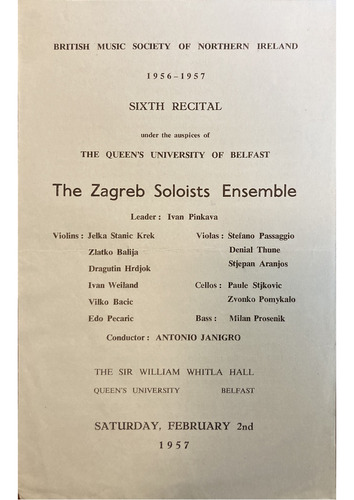 BRITISH MUSIC SOCIETY OF NORTHERN IRELAND
1956-1957
SIXTH RECITAL
under the auspices of
THE QUEEN'S UNIVERSITY OF BELFAST
The Zagreb Soloists Ensemble
Leader: Ivan Pinkava
Violins: Jelka Stanic Krek
Zlatko Balija
Dragutin Hrdjok
Ivan Weiland
Vilko Bacic
Edo Pecaric
Violas: Stefano Passaggio
Denial Thune
Stjepan Aranjos
Cellos: Paule Stjkovic
Zvonko Pomykalo
Bass: Milan Prosenik
Conductor: ANTONIO JANIGRO
THE SIR WILLIAM WHITLA HALL
QUEEN'S UNIVERSITY BELFAST
SATURDAY, FEBRUARY 2nd
1957